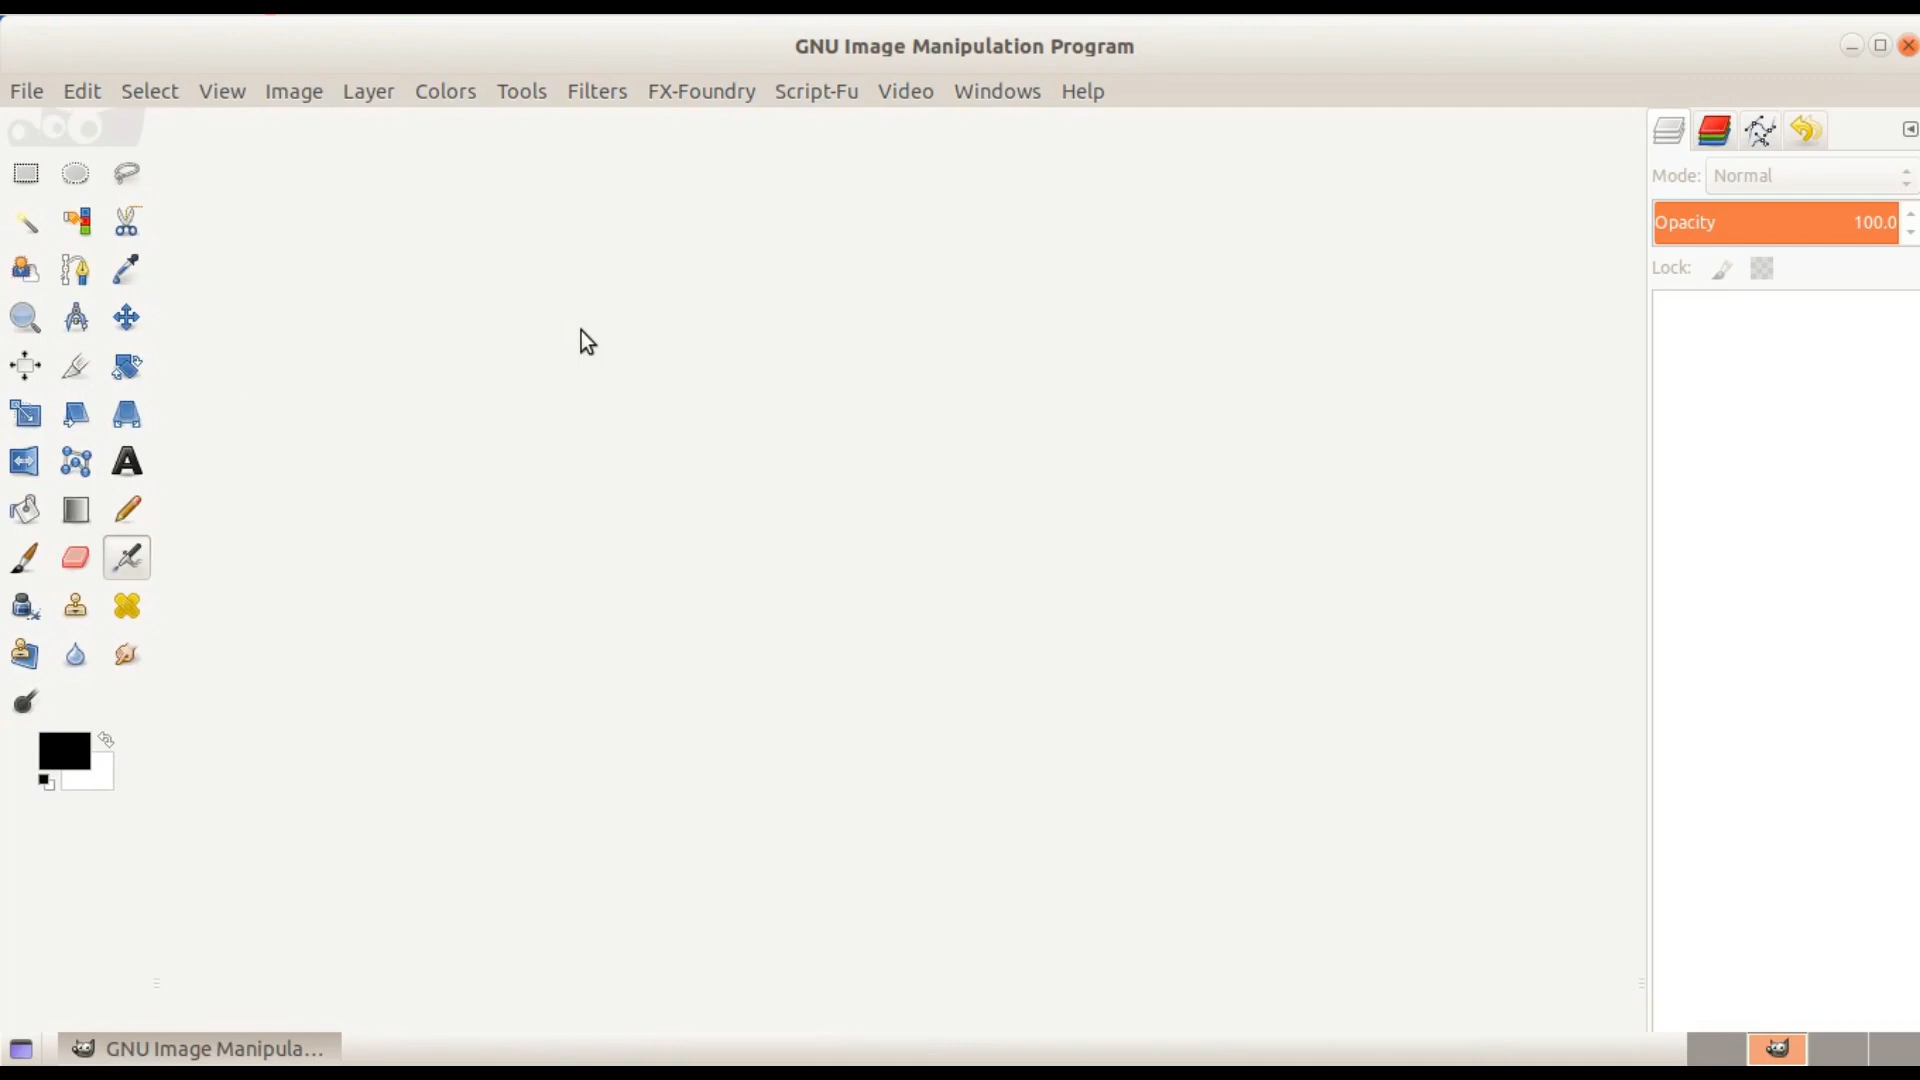 GNU Image Manipulation Program
File Edit Select View Image Layer Colors Tools Filters FX-Foundry Script-Fu Video Windows Help
Mode: Normal
Opacity 100.0
Lock:
GNU Image Manipula...